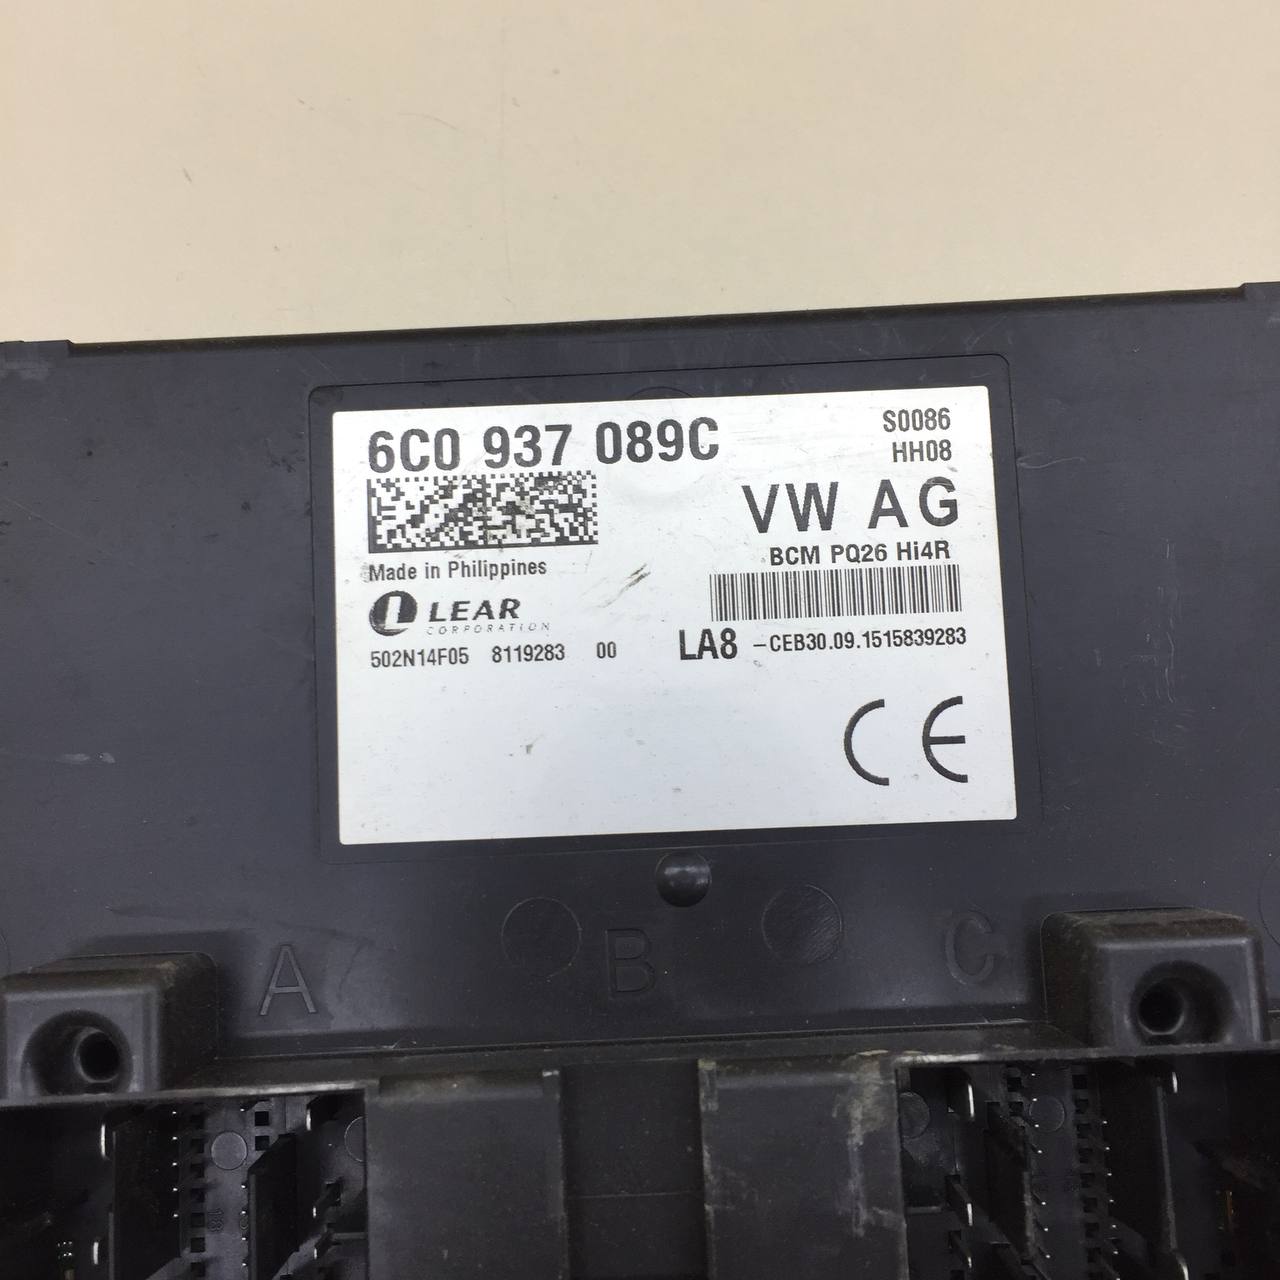 6C0 937 089C
S0086
HH08
VW AG
BCM PQ26 Hi4R
Made in Philippines
LEAR
CORPORATION
502N14F05 8119283 00
LA8 -CEB30.09.1515839283
CE
A B C